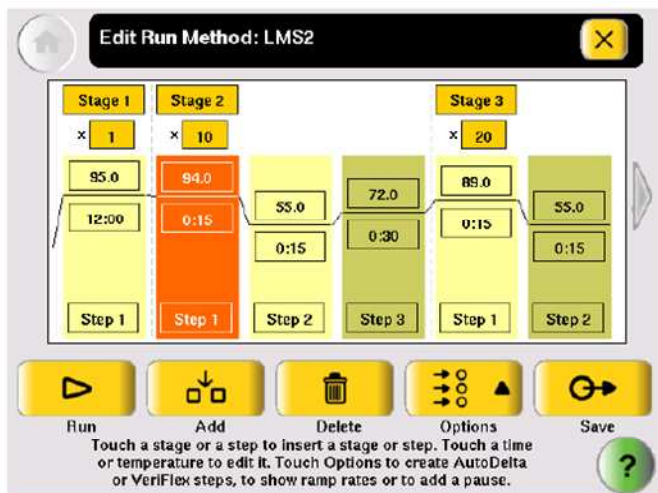 Edit Run Method: LMS2
Stage 1 Stage 2 Stage 3
× 1 × 10 × 20
95.0 94.0 55.0 72.0 89.0 55.0
12:00 0:15 0:15 0:30 0:15 0:15
Step 1 Step 1 Step 2 Step 3 Step 1 Step 2
Run Add Delete Options Save
Touch a stage or a step to insert a stage or step. Touch a time
or temperature to edit it. Touch Options to create AutoDelta
or VeriFlex steps, to show ramp rates or to add a pause.
?